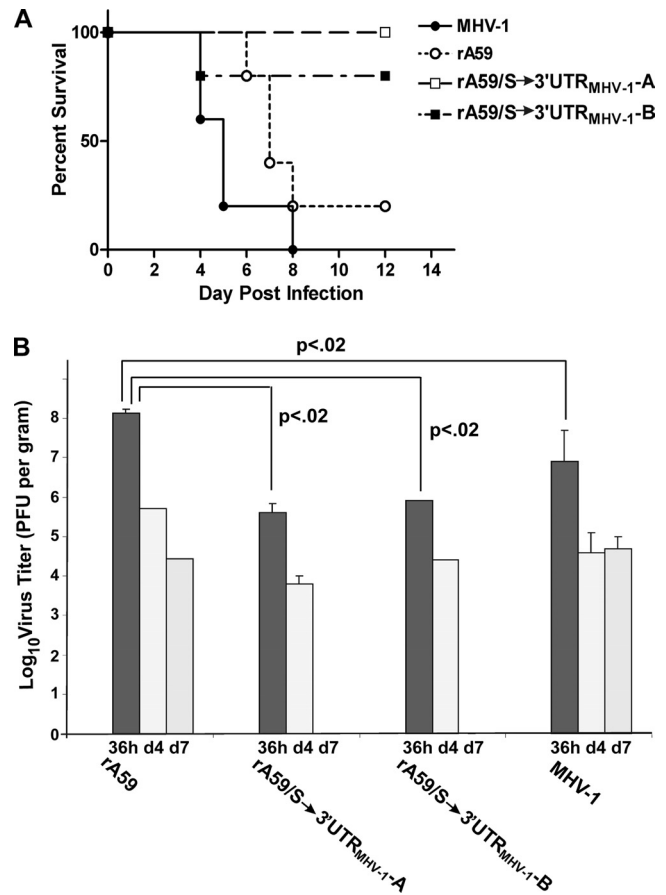 A
Percent Survival
100
50
0
0 2 4 6 8 10 12 14
Day Post Infection
MHV-1
rA59
rA59/S→3'UTRMHV-1-A
rA59/S→3'UTRMHV-1-B
B
Log10Virus Titer (PFU per gram)
8
7
6
5
4
3
2
1
0
p<.02
p<.02
p<.02
36h d4 d7 36h d4 d7 36h d4 d7 36h d4 d7
rA59
rA59/S→3'UTRMHV-1-A
rA59/S→3'UTRMHV-1-B
MHV-1